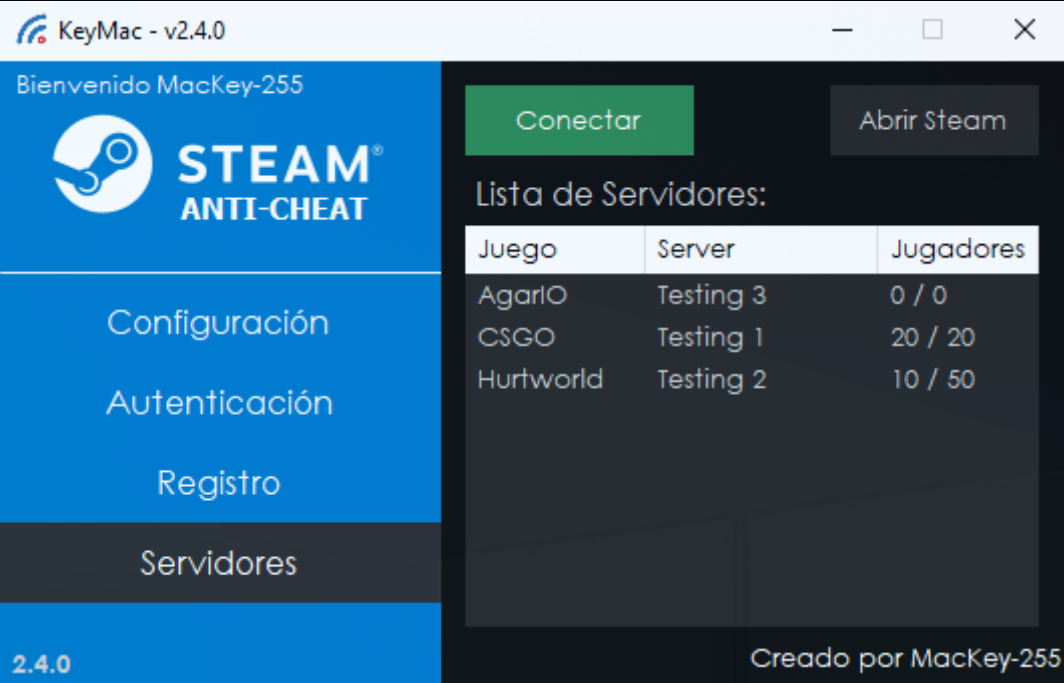 KeyMac - v2.4.0
Bienvenido MacKey-255
STEAM®
ANTI-CHEAT
Configuración
Autenticación
Registro
Servidores
2.4.0
Conectar
Abrir Steam
Lista de Servidores:
Juego Server Jugadores
AgarIO Testing 3 0 / 0
CSGO Testing 1 20 / 20
Hurtworld Testing 2 10 / 50
Creado por MacKey-255